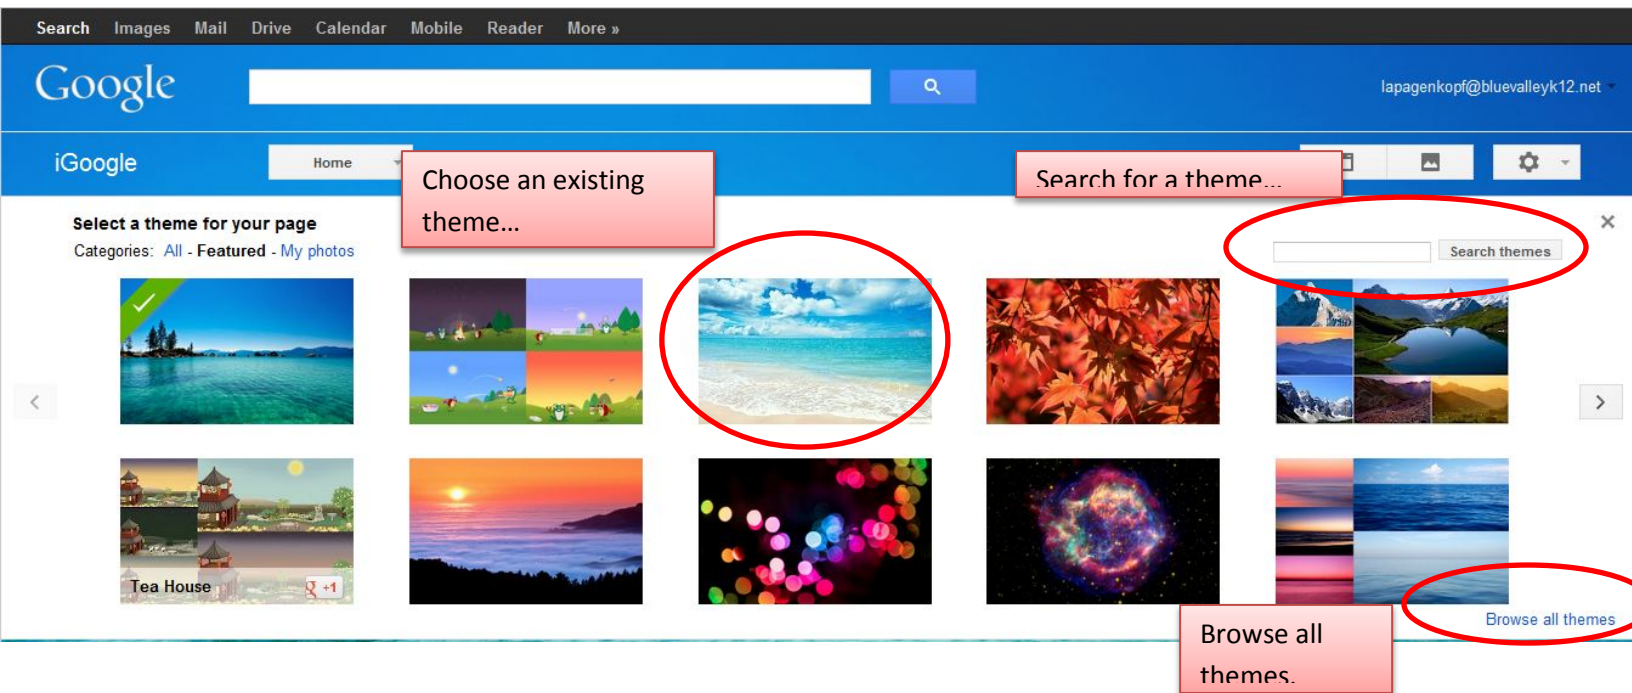 Search Images Mail Drive Calendar Mobile Reader More »
Google
lapagenkopf@bluevalleyk12.net
iGoogle
Home
Choose an existing
theme...
Search for a theme...
Select a theme for your page
Categories: All - Featured - My photos
Search themes
Tea House
g +1
Browse all themes
Browse all
themes.